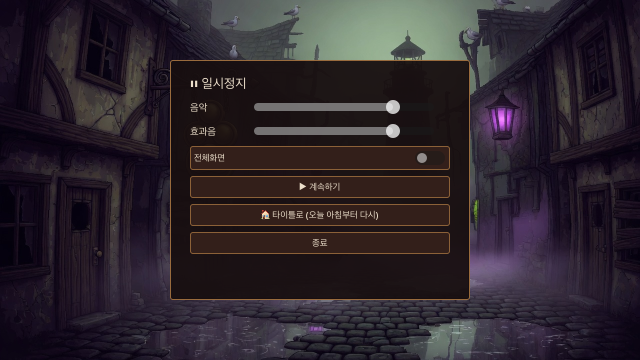 일시정지
음악
효과음
전체화면
▶ 계속하기
🏠 타이틀로 (오늘 아침부터 다시)
종료